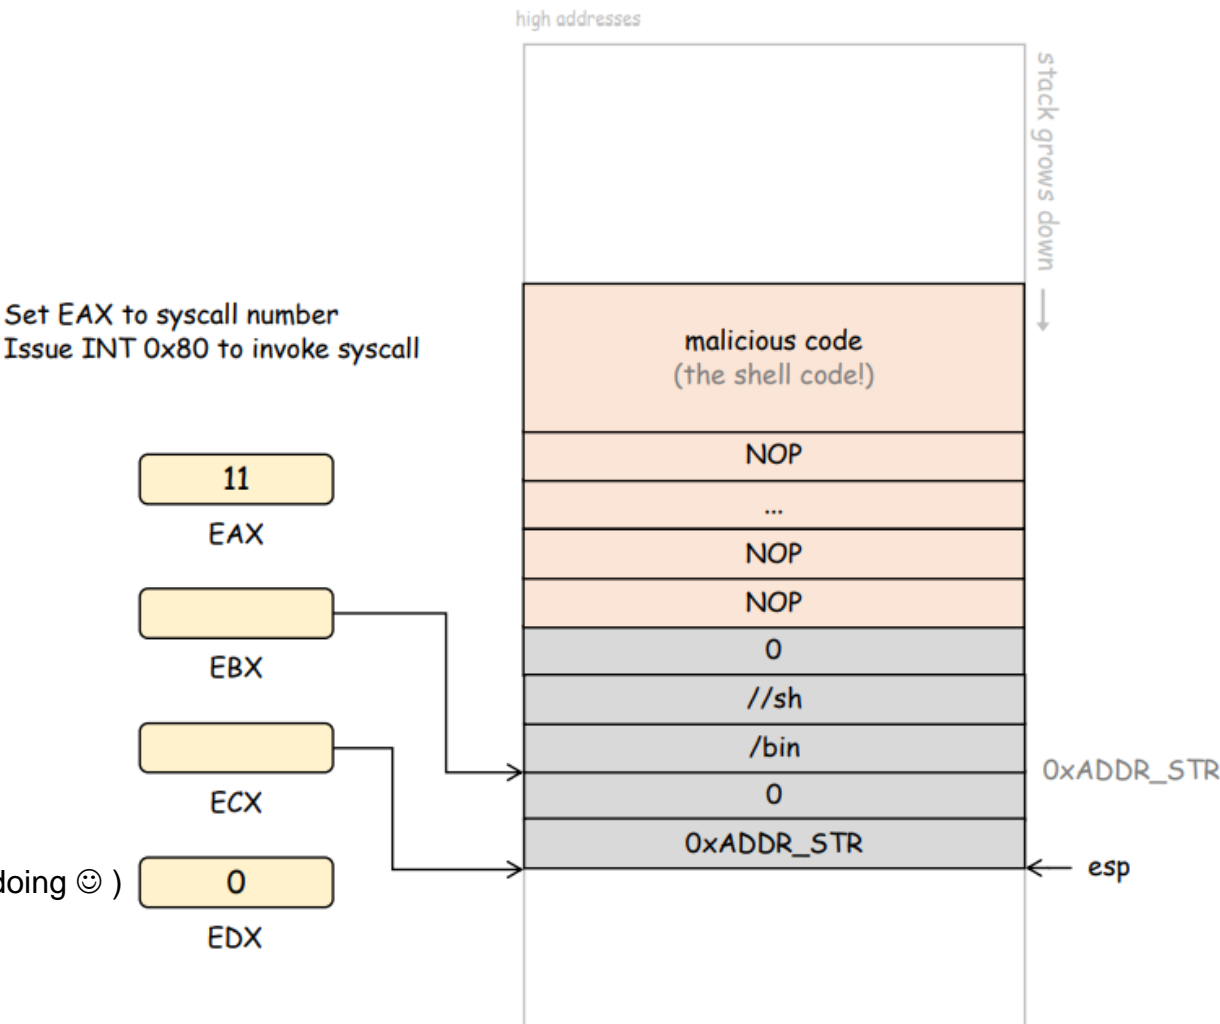 high addresses
stack grows down
Set EAX to syscall number
Issue INT 0x80 to invoke syscall
malicious code
(the shell code!)
NOP
...
NOP
NOP
0
//sh
/bin
0
0xADDR_STR
0xADDR_STR
esp
11
EAX
EBX
ECX
doing ☺ )
0
EDX